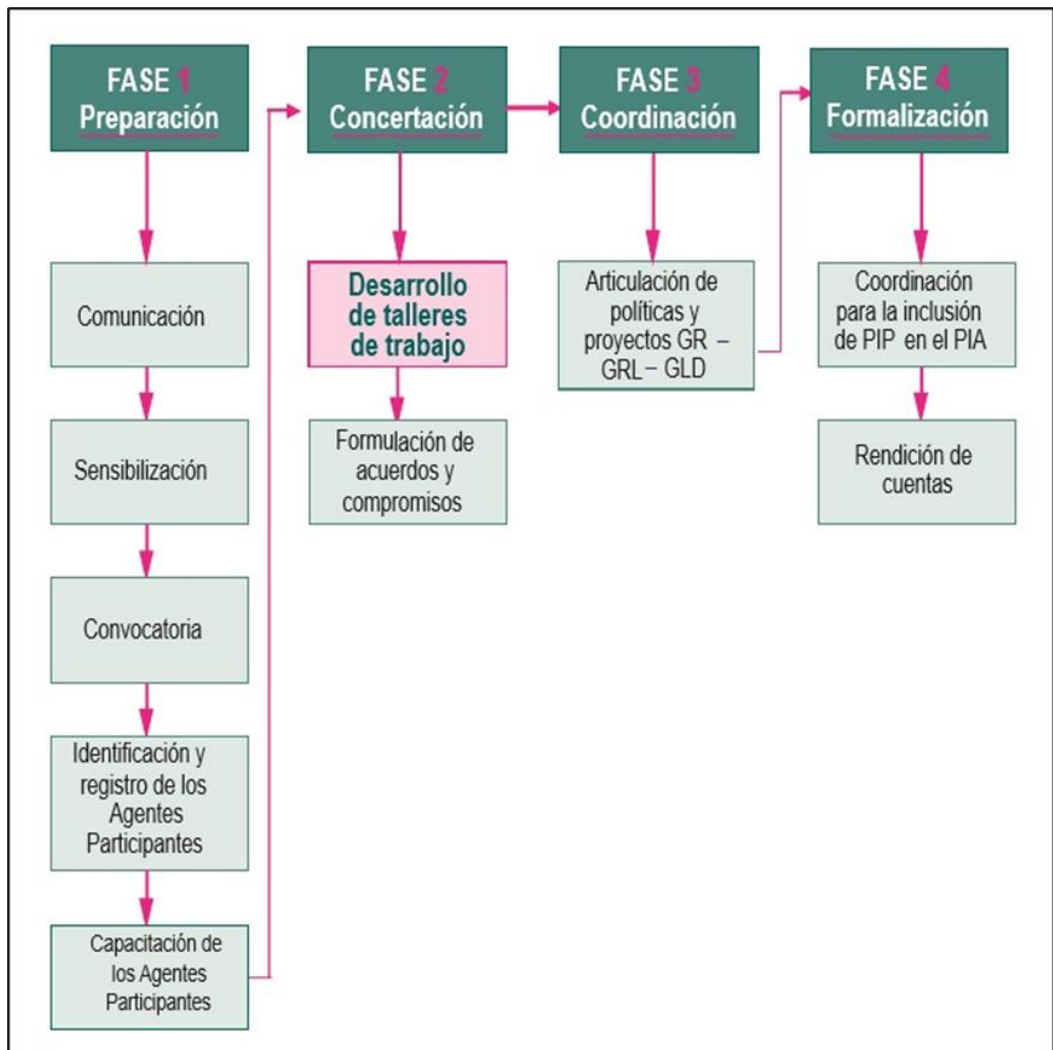 FASE 1
Preparación
Comunicación
Sensibilización
Convocatoria
Identificación y
registro de los
Agentes
Participantes
Capacitación de
los Agentes
Participantes
FASE 2
Concertación
Desarrollo
de talleres
de trabajo
Formulación de
acuerdos y
compromisos
FASE 3
Coordinación
Articulación de
políticas y
proyectos GR –
GRL – GLD
FASE 4
Formalización
Coordinación
para la inclusión
de PIP en el PIA
Rendición de
cuentas